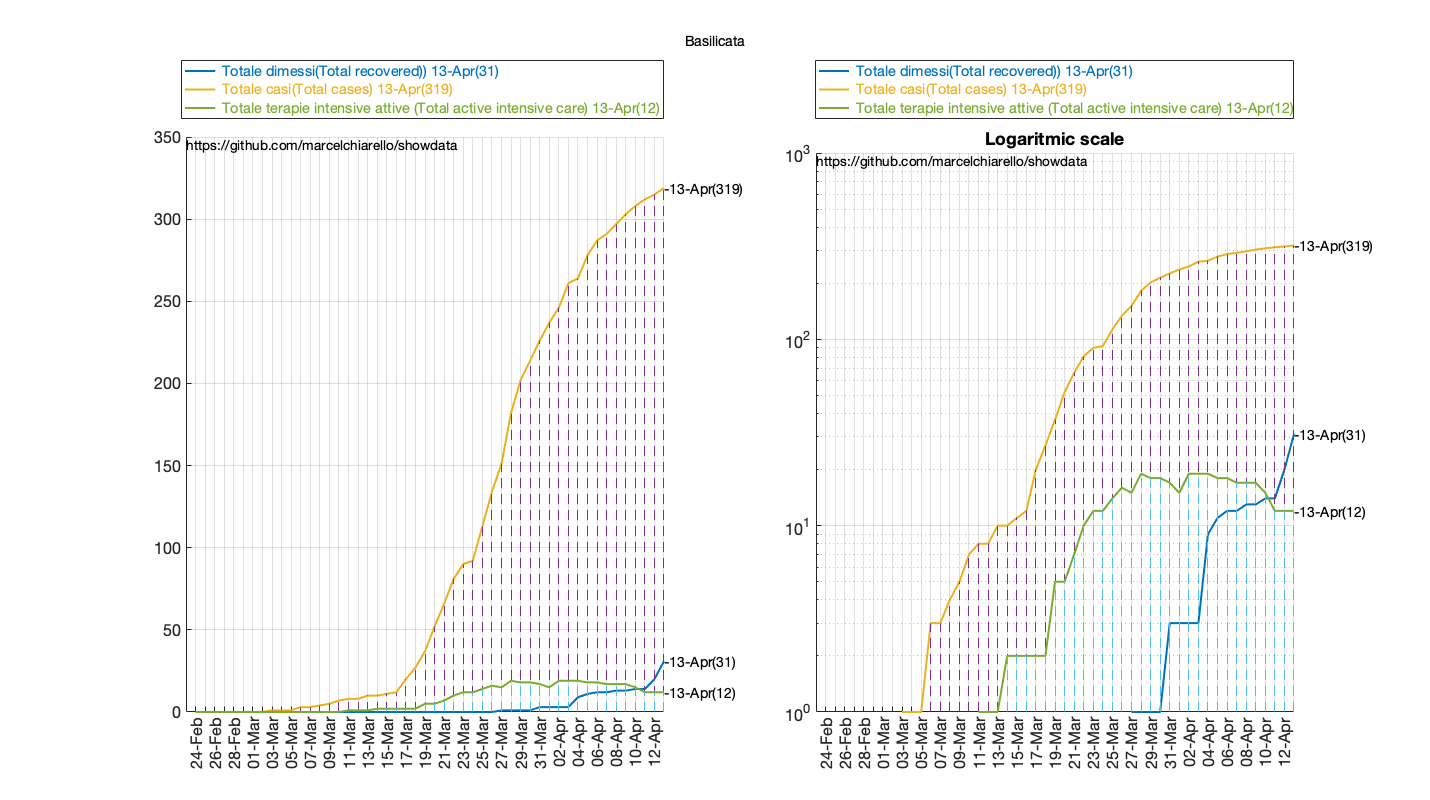 Basilicata
Totale dimessi(Total recovered)) 13-Apr(31)
Totale casi(Total cases) 13-Apr(319)
Totale terapie intensive attive (Total active intensive care) 13-Apr(12)
https://github.com/marcelchiarello/showdata
350
300
250
200
150
100
50
0
13-Apr(319)
13-Apr(31)
13-Apr(12)
24-Feb
26-Feb
28-Feb
01-Mar
03-Mar
05-Mar
07-Mar
09-Mar
11-Mar
13-Mar
15-Mar
17-Mar
19-Mar
21-Mar
23-Mar
25-Mar
27-Mar
29-Mar
31-Mar
02-Apr
04-Apr
06-Apr
08-Apr
10-Apr
12-Apr
Totale dimessi(Total recovered)) 13-Apr(31)
Totale casi(Total cases) 13-Apr(319)
Totale terapie intensive attive (Total active intensive care) 13-Apr(12)
Logaritmic scale
https://github.com/marcelchiarello/showdata
10^3
10^2
10^1
10^0
13-Apr(319)
13-Apr(31)
13-Apr(12)
24-Feb
26-Feb
28-Feb
01-Mar
03-Mar
05-Mar
07-Mar
09-Mar
11-Mar
13-Mar
15-Mar
17-Mar
19-Mar
21-Mar
23-Mar
25-Mar
27-Mar
29-Mar
31-Mar
02-Apr
04-Apr
06-Apr
08-Apr
10-Apr
12-Apr